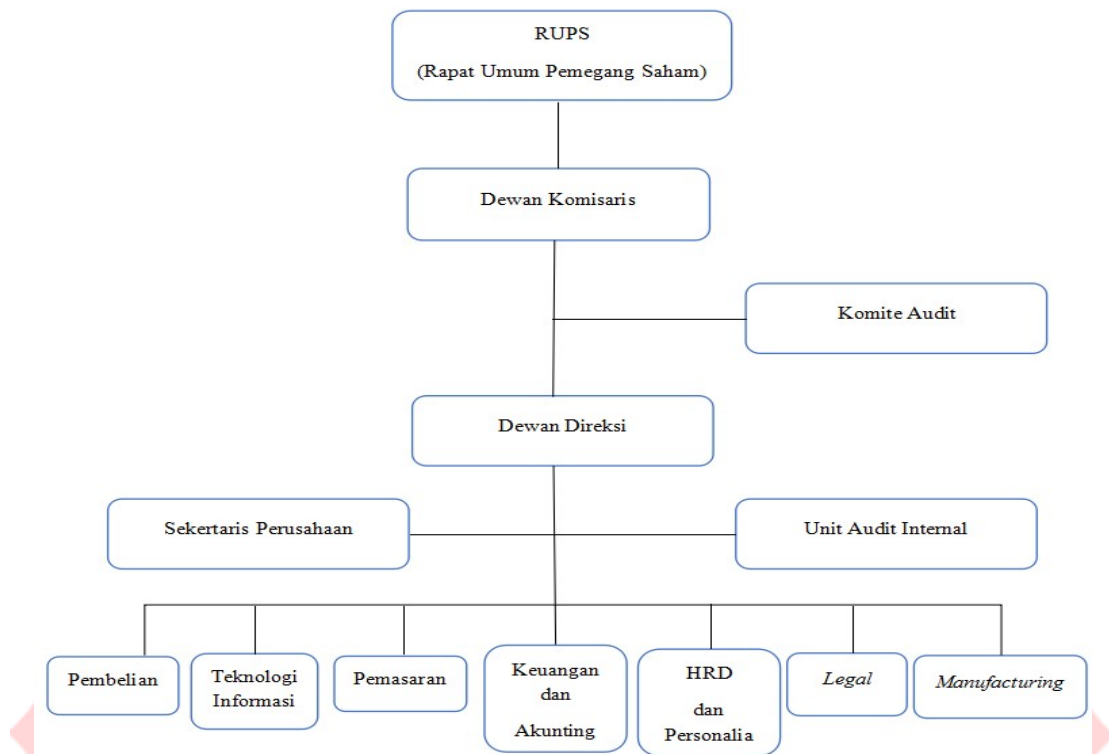 RUPS
(Rapat Umum Pemegang Saham)
Dewan Komisaris
Komite Audit
Dewan Direksi
Sekertaris Perusahaan
Unit Audit Internal
Pembelian
Teknologi
Informasi
Pemasaran
Keuangan
dan
Akunting
HRD
dan
Personalia
Legal
Manufacturing